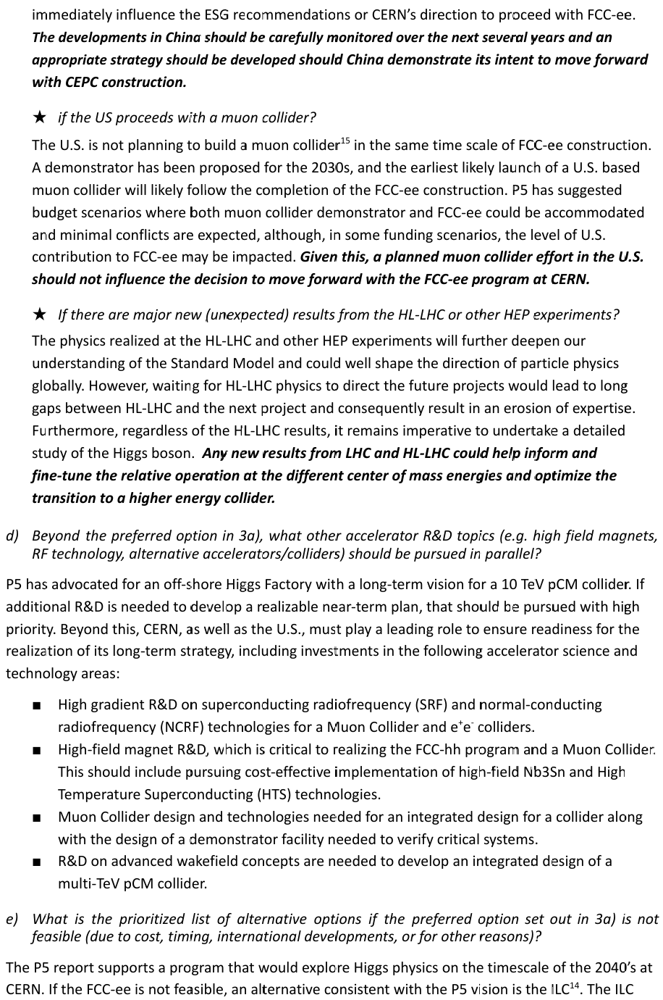 immediately influence the ESG recommendations or CERN’s direction to proceed with FCC-ee.
The developments in China should be carefully monitored over the next several years and an
appropriate strategy should be developed should China demonstrate its intent to move forward
with CEPC construction.
★ if the US proceeds with a muon collider?
The U.S. is not planning to build a muon collider15 in the same time scale of FCC-ee construction.
A demonstrator has been proposed for the 2030s, and the earliest likely launch of a U.S. based
muon collider will likely follow the completion of the FCC-ee construction. P5 has suggested
budget scenarios where both muon collider demonstrator and FCC-ee could be accommodated
and minimal conflicts are expected, although, in some funding scenarios, the level of U.S.
contribution to FCC-ee may be impacted. Given this, a planned muon collider effort in the U.S.
should not influence the decision to move forward with the FCC-ee program at CERN.
★ If there are major new (unexpected) results from the HL-LHC or other HEP experiments?
The physics realized at the HL-LHC and other HEP experiments will further deepen our
understanding of the Standard Model and could well shape the direction of particle physics
globally. However, waiting for HL-LHC physics to direct the future projects would lead to long
gaps between HL-LHC and the next project and consequently result in an erosion of expertise.
Furthermore, regardless of the HL-LHC results, it remains imperative to undertake a detailed
study of the Higgs boson. Any new results from LHC and HL-LHC could help inform and
fine-tune the relative operation at the different center of mass energies and optimize the
transition to a higher energy collider.
d) Beyond the preferred option in 3a), what other accelerator R&D topics (e.g. high field magnets,
RF technology, alternative accelerators/colliders) should be pursued in parallel?
P5 has advocated for an off-shore Higgs Factory with a long-term vision for a 10 TeV pCM collider. If
additional R&D is needed to develop a realizable near-term plan, that should be pursued with high
priority. Beyond this, CERN, as well as the U.S., must play a leading role to ensure readiness for the
realization of its long-term strategy, including investments in the following accelerator science and
technology areas:
■ High gradient R&D on superconducting radiofrequency (SRF) and normal-conducting
radiofrequency (NCRF) technologies for a Muon Collider and e+e- colliders.
■ High-field magnet R&D, which is critical to realizing the FCC-hh program and a Muon Collider.
This should include pursuing cost-effective implementation of high-field Nb3Sn and High
Temperature Superconducting (HTS) technologies.
■ Muon Collider design and technologies needed for an integrated design for a collider along
with the design of a demonstrator facility needed to verify critical systems.
■ R&D on advanced wakefield concepts are needed to develop an integrated design of a
multi-TeV pCM collider.
e) What is the prioritized list of alternative options if the preferred option set out in 3a) is not
feasible (due to cost, timing, international developments, or for other reasons)?
The P5 report supports a program that would explore Higgs physics on the timescale of the 2040’s at
CERN. If the FCC-ee is not feasible, an alternative consistent with the P5 vision is the ILC14. The ILC